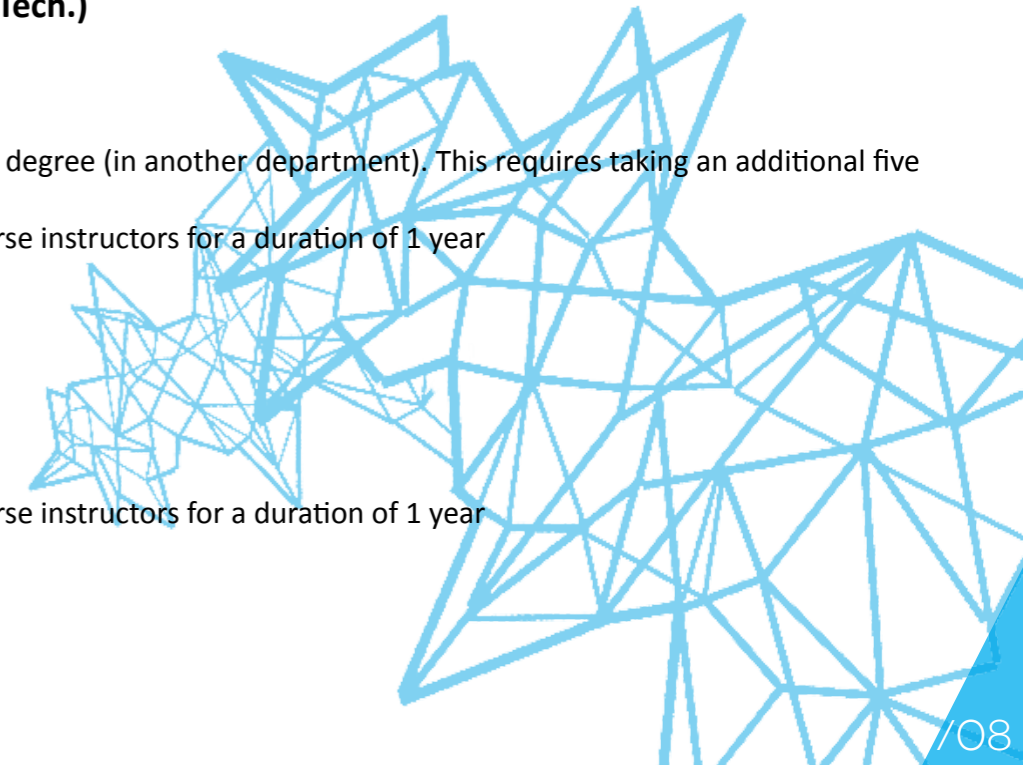 Tech.)
degree (in another department). This requires taking an additional five
rse instructors for a duration of 1 year
rse instructors for a duration of 1 year
/08